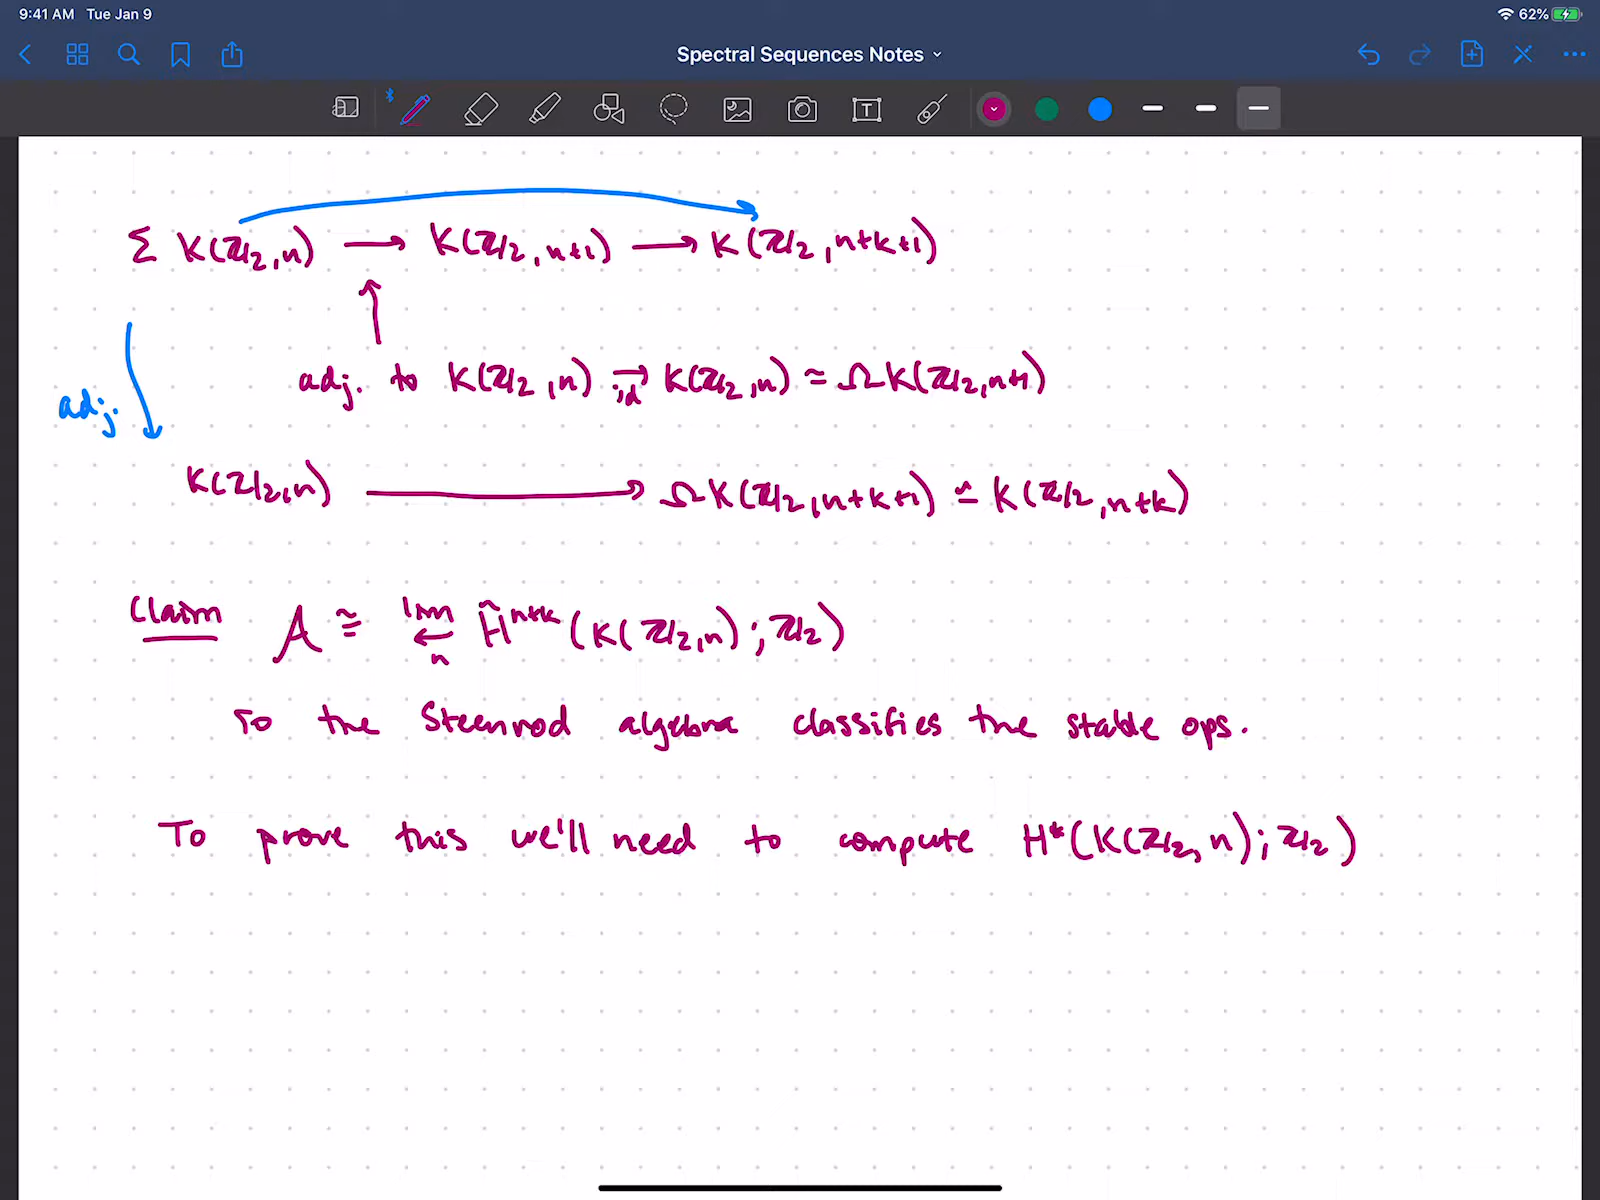 9:41 AM Tue Jan 9
62%
Spectral Sequences Notes
Σ K(ℤ/2,n) → K(ℤ/2,n+1) → K(ℤ/2,n+k+1)
adj. to K(ℤ/2,n) →id K(ℤ/2,n) ≃ ΩK(ℤ/2,n+1)
adj.
K(ℤ/2,n) → ΩK(ℤ/2,n+k+1) ≃ K(ℤ/2,n+k)
Claim A ≅ lim← n H̃ⁿ⁺ᵏ(K(ℤ/2,n);ℤ/2)
so the Steenrod algebra classifies the stable ops.
To prove this we'll need to compute H*(K(ℤ/2,n);ℤ/2)